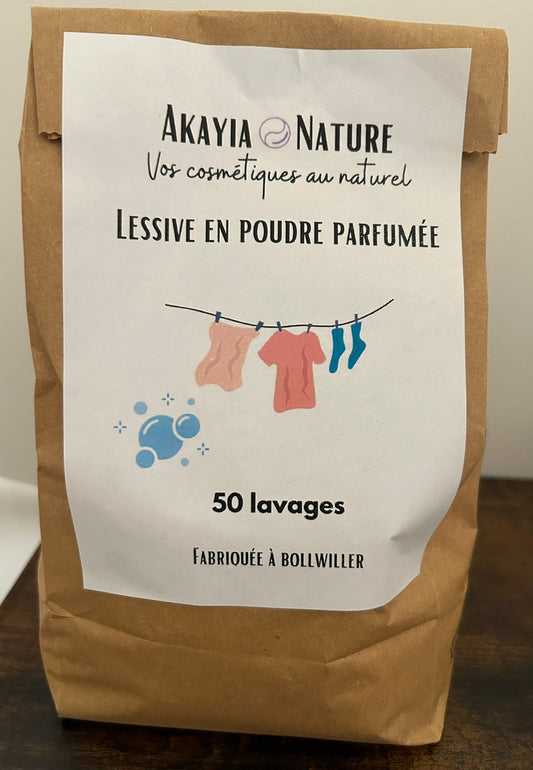 AKAYIA NATURE
Vos cosmétiques au naturel
LESSIVE EN POUDRE PARFUMÉE
50 lavages
FABRIQUÉE À BOLLWILLER